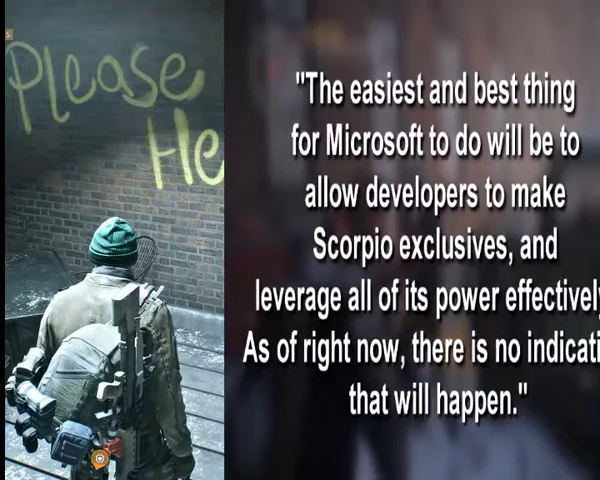 Please
He
"The easiest and best thing
for Microsoft to do will be to
allow developers to make
Scorpio exclusives, and
leverage all of its power effectively
As of right now, there is no indicati
that will happen."